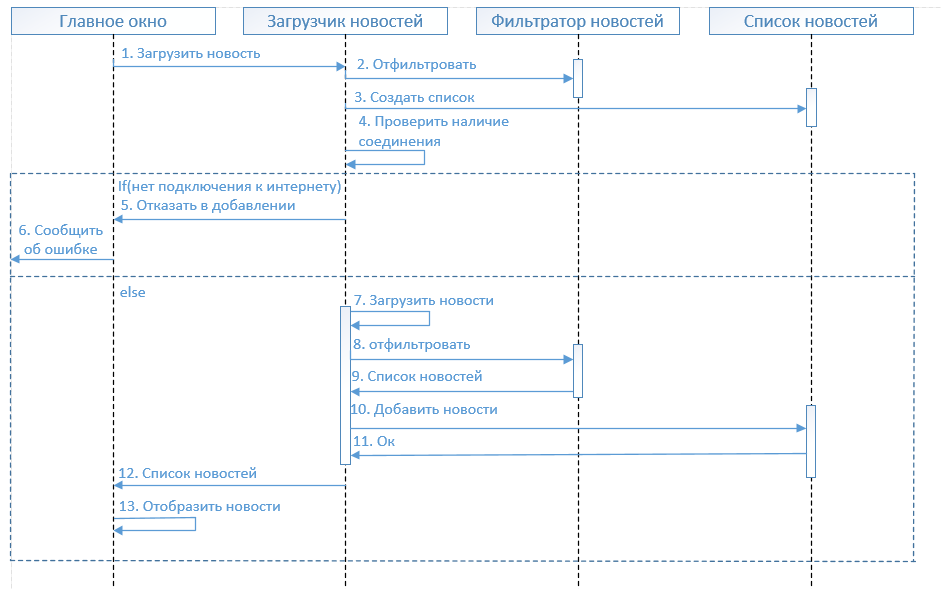 Главное окно
Загрузчик новостей
Фильтратор новостей
Список новостей
1. Загрузить новость
2. Отфильтровать
3. Создать список
4. Проверить наличие
соединения
If(нет подключения к интернету)
5. Отказать в добавлении
6. Сообщить
об ошибке
else
7. Загрузить новости
8. отфильтровать
9. Список новостей
10. Добавить новости
11. Ок
12. Список новостей
13. Отобразить новости